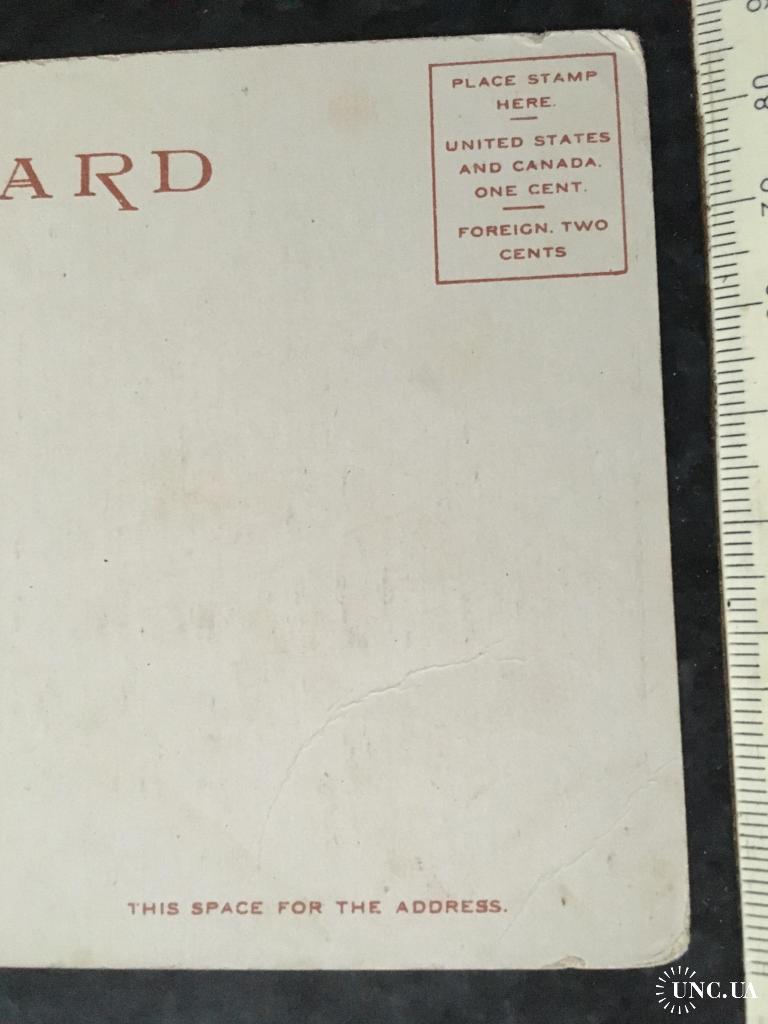 PLACE STAMP
HERE.
UNITED STATES
AND CANADA.
ONE CENT.
FOREIGN. TWO
CENTS
ARD
THIS SPACE FOR THE ADDRESS.
UNC.UA